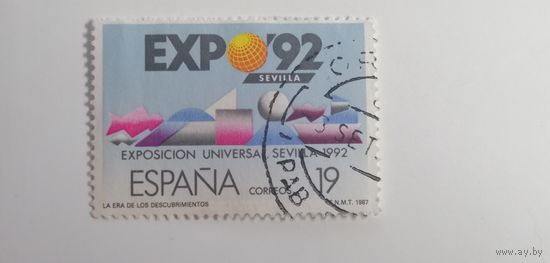 EXPO'92
SEVILLA
EXPOSICION UNIVERSAL, SEVILLA 1992
ESPAÑA CORREOS 19
LA ERA DE LOS DESCUBRIMIENTOS F.N.M.T. 1987
www.ay.by